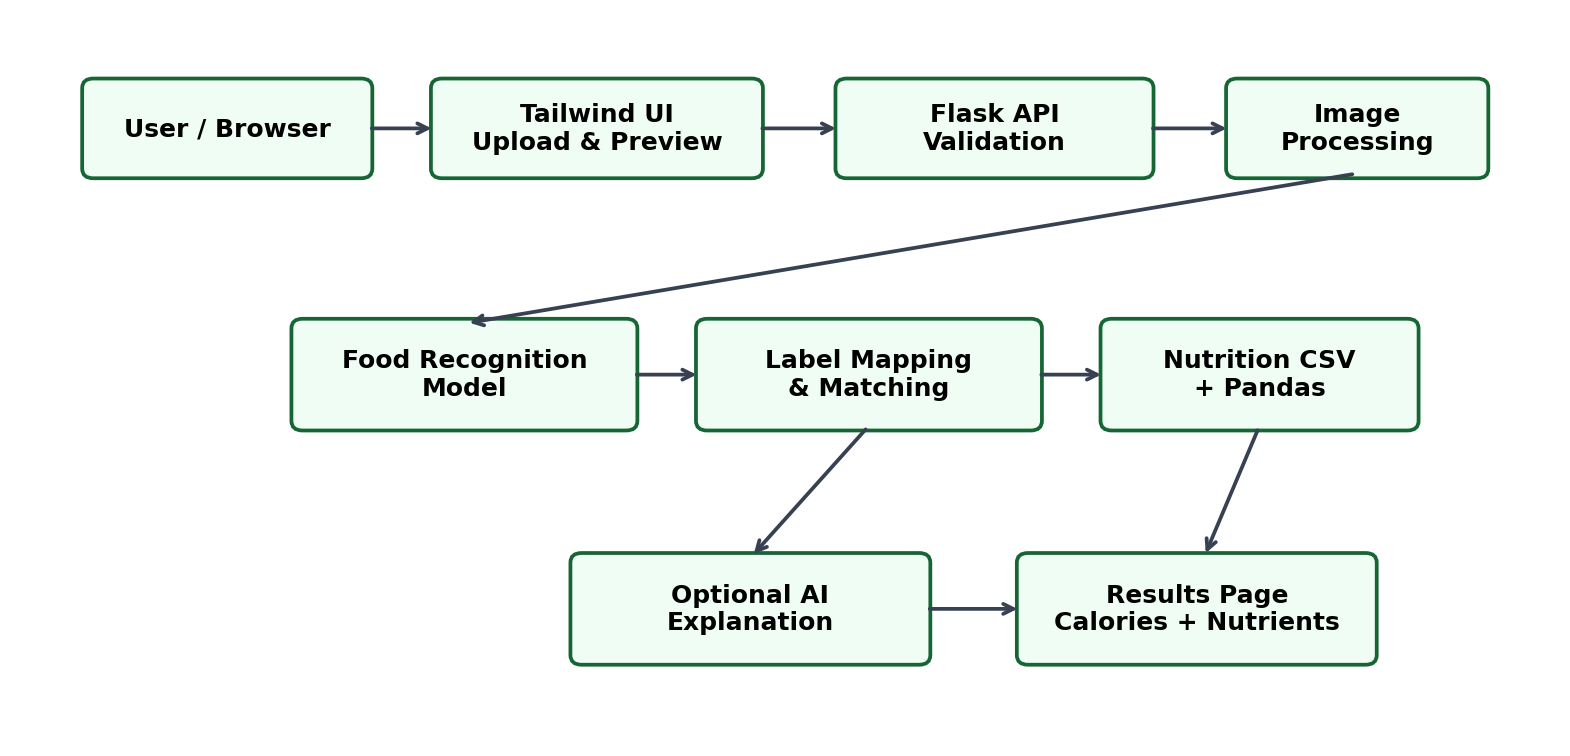 User / Browser
Tailwind UI
Upload & Preview
Flask API
Validation
Image
Processing
Food Recognition
Model
Label Mapping
& Matching
Nutrition CSV
+ Pandas
Optional AI
Explanation
Results Page
Calories + Nutrients